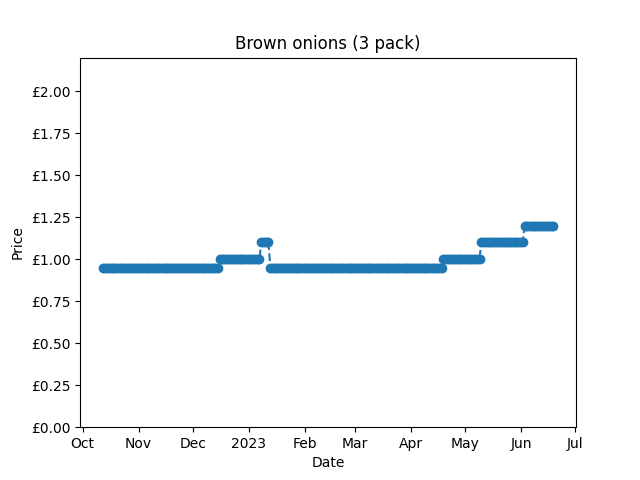 Brown onions (3 pack)
£2.00
£1.75
£1.50
£1.25
£1.00
£0.75
£0.50
£0.25
£0.00
Price
Oct Nov Dec 2023 Feb Mar Apr May Jun Jul
Date